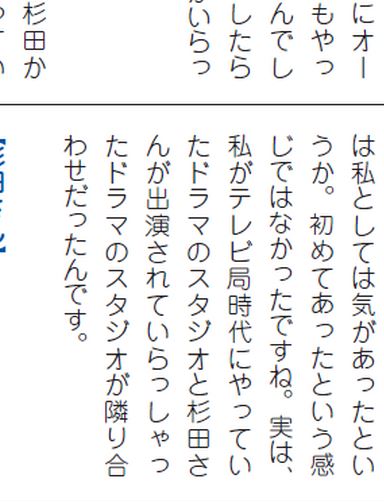 にオー
もやっ
んでし
したら
いらっ
杉田か
は私としては気があったとい
うか。初めてあったという感
じではなかったですね。実は、
私がテレビ局時代にやってい
たドラマのスタジオと杉田さ
んが出演されていらっしゃっ
たドラマのスタジオが隣り合
わせだったんです。